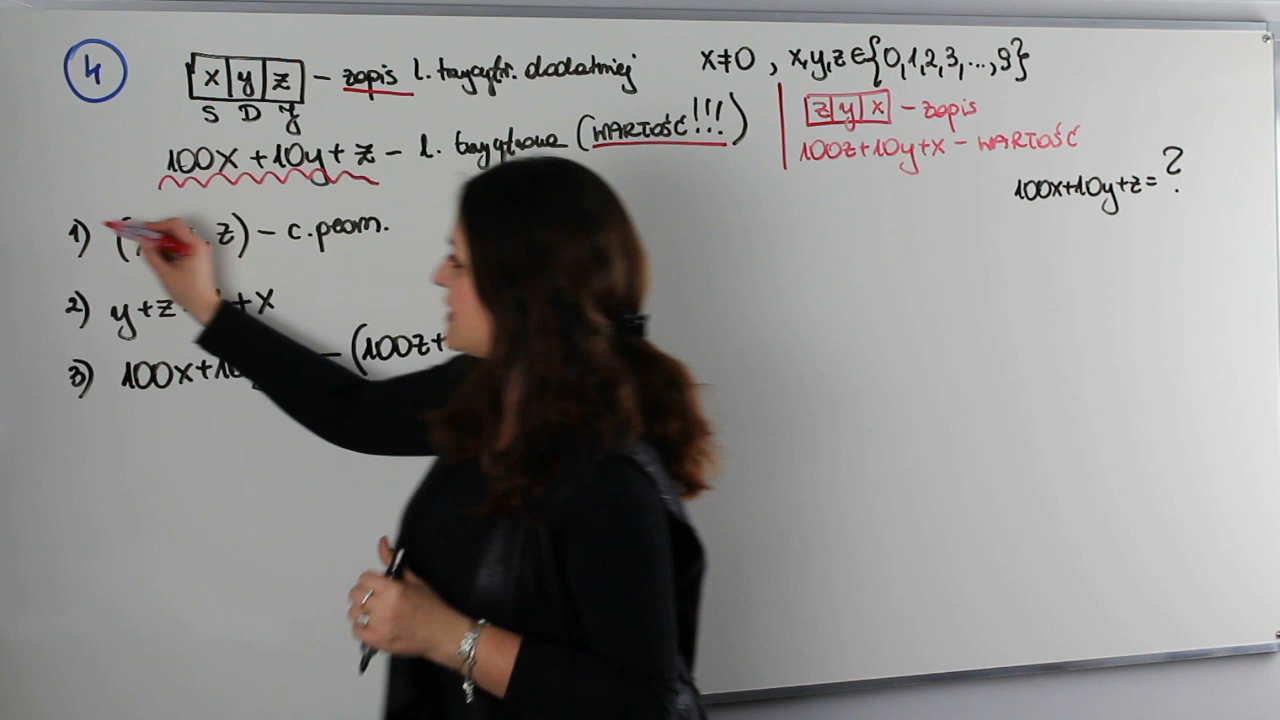 4
x y z – zapis l. trzycyfr. dodatniej
S D J
x≠0 , x,y,z∈{0,1,2,3,...,9}
100x+10y+z – l. trzycyfrowa (WARTOŚĆ!!!)
z y x – zapis
100z+10y+x – WARTOŚĆ
100x+10y+z=?
1) ( z) – c. geom.
2) y+z +x
3) 100x+10 – (100z+